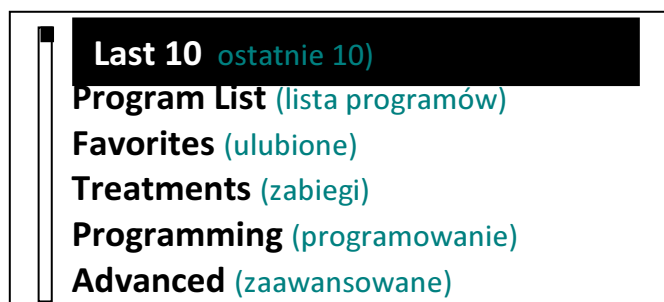 Last 10 ostatnie 10)
Program List (lista programów)
Favorites (ulubione)
Treatments (zabiegi)
Programming (programowanie)
Advanced (zaawansowane)